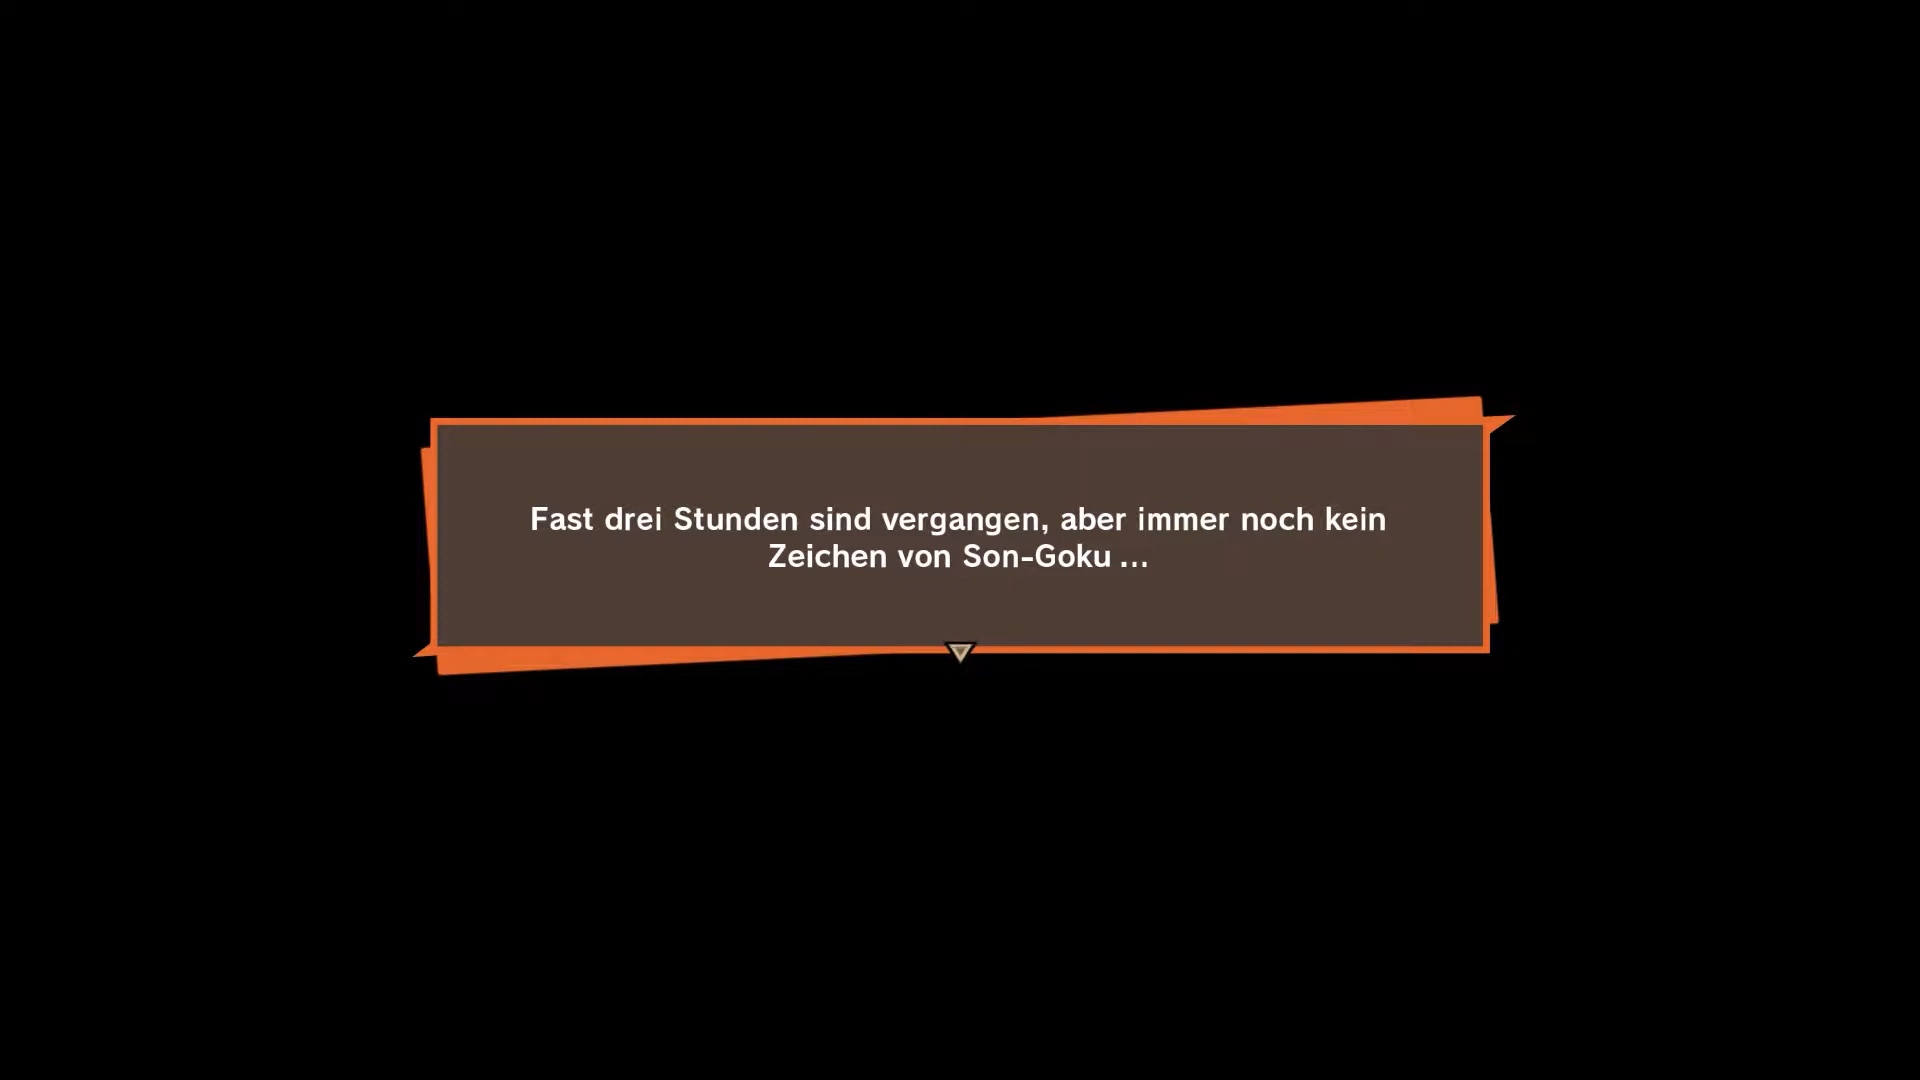 Fast drei Stunden sind vergangen, aber immer noch kein
Zeichen von Son-Goku ...